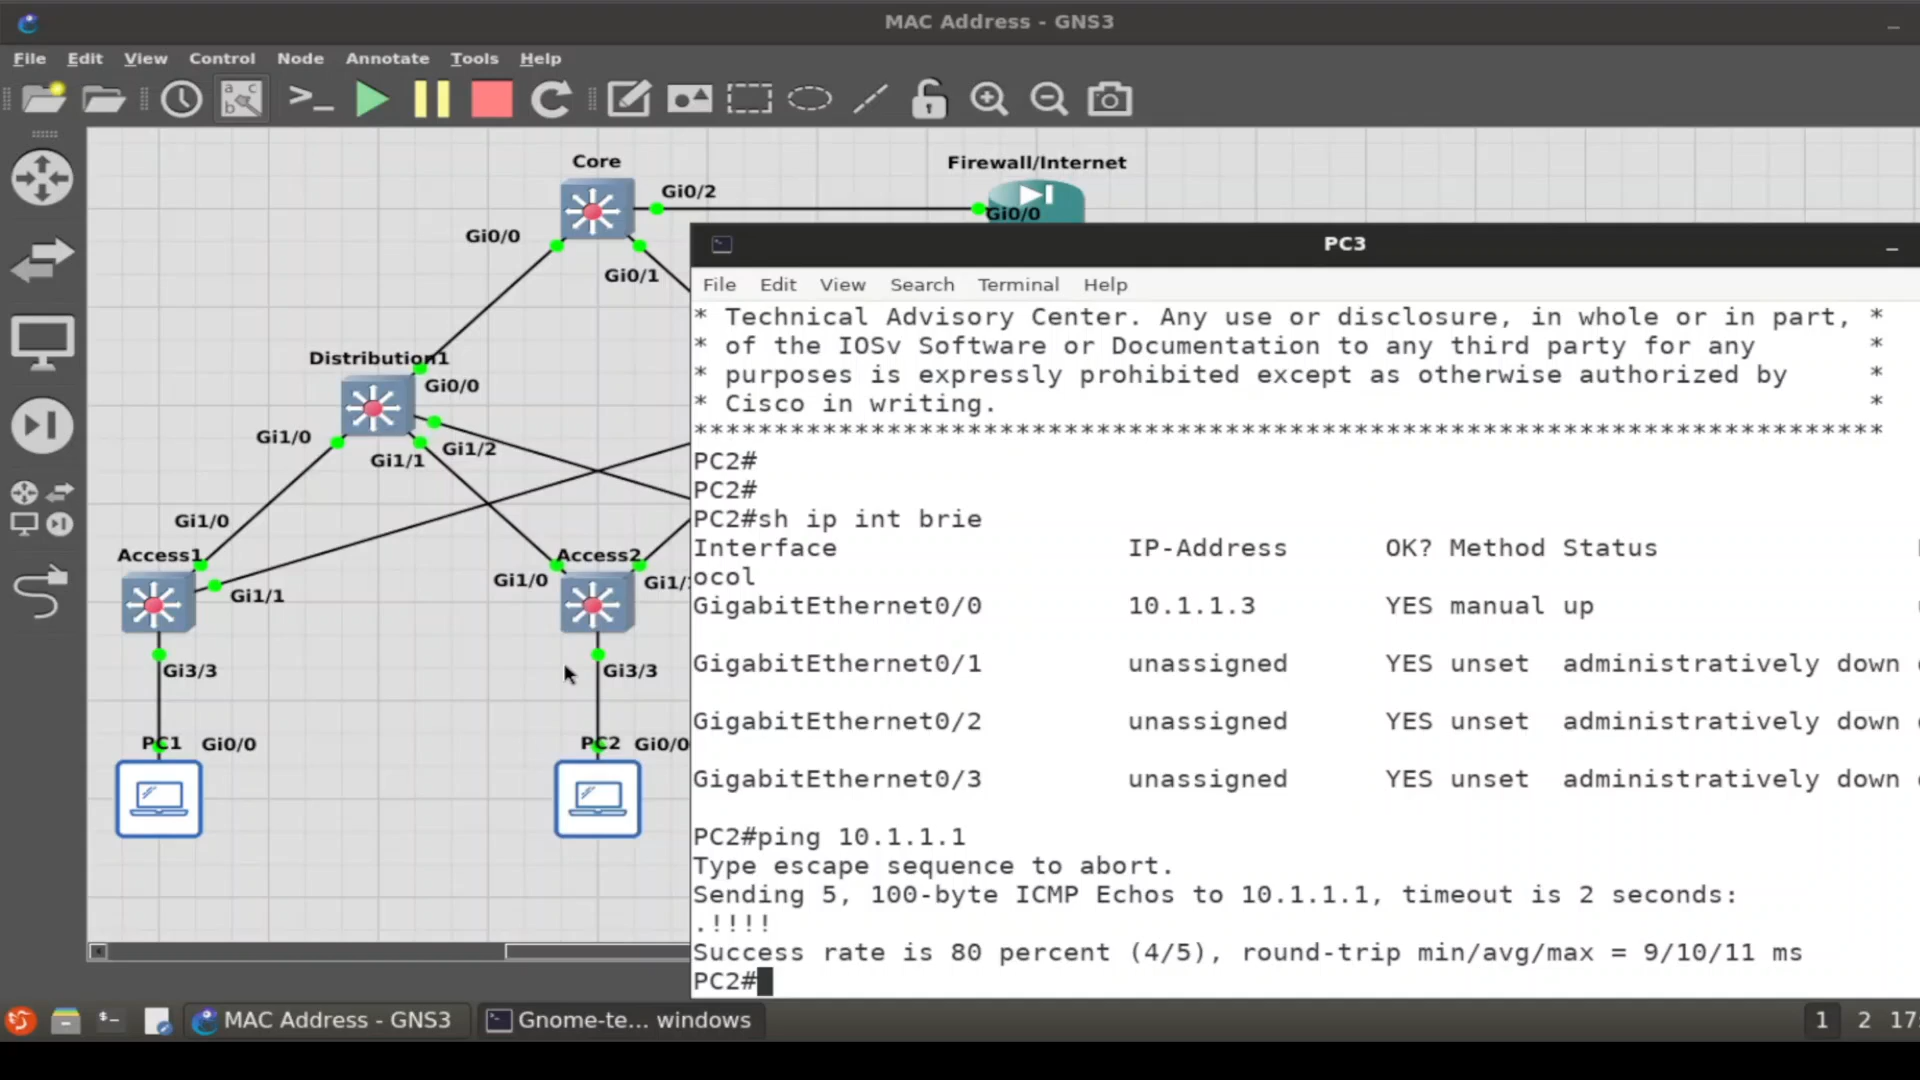 MAC Address - GNS3
File Edit View Control Node Annotate Tools Help
Core
Firewall/Internet
Gi0/2
Gi0/0
Gi0/0
Gi0/1
Distribution1
Gi0/0
Gi1/0
Gi1/2
Gi1/1
Gi1/0
Access1
Gi1/1
Access2
Gi1/0
Gi1/
Gi3/3
Gi3/3
PC1 Gi0/0
PC2 Gi0/0
PC3
File Edit View Search Terminal Help
* Technical Advisory Center. Any use or disclosure, in whole or in part, *
* of the IOSv Software or Documentation to any third party for any *
* purposes is expressly prohibited except as otherwise authorized by *
* Cisco in writing. *
**************************************************************************
PC2#
PC2#
PC2#sh ip int brie
Interface IP-Address OK? Method Status
ocol
GigabitEthernet0/0 10.1.1.3 YES manual up
GigabitEthernet0/1 unassigned YES unset administratively down
GigabitEthernet0/2 unassigned YES unset administratively down
GigabitEthernet0/3 unassigned YES unset administratively down
PC2#ping 10.1.1.1
Type escape sequence to abort.
Sending 5, 100-byte ICMP Echos to 10.1.1.1, timeout is 2 seconds:
.!!!!
Success rate is 80 percent (4/5), round-trip min/avg/max = 9/10/11 ms
PC2#
MAC Address - GNS3 Gnome-te... windows 1 2 17: